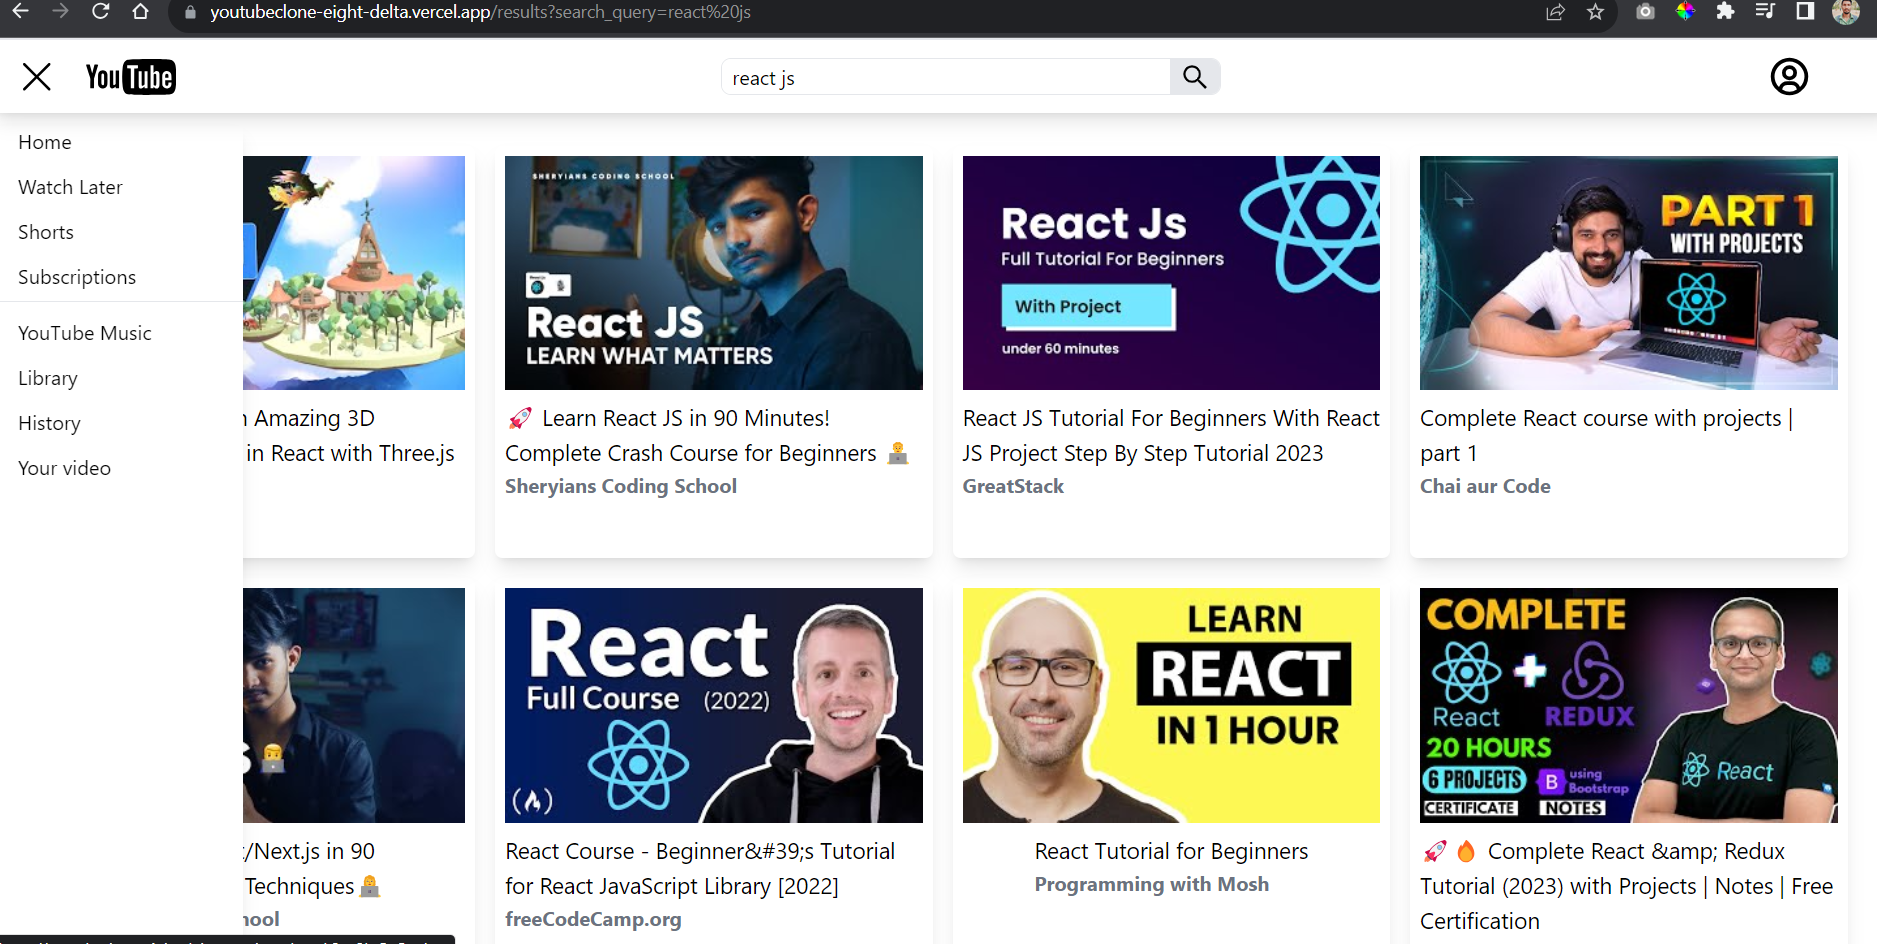 youtubeclone-eight-delta.vercel.app/results?search_query=react%20js
YouTube
react js
Home
Watch Later
Shorts
Subscriptions
YouTube Music
Library
History
Your video
Amazing 3D
in React with Three.js
SHERYIANS CODING SCHOOL
React JS
LEARN WHAT MATTERS
🚀 Learn React JS in 90 Minutes!
Complete Crash Course for Beginners 🧑‍💻
Sheryians Coding School
React Js
Full Tutorial For Beginners
With Project
under 60 minutes
React JS Tutorial For Beginners With React
JS Project Step By Step Tutorial 2023
GreatStack
PART 1
WITH PROJECTS
Complete React course with projects |
part 1
Chai aur Code
/Next.js in 90
Techniques🧑‍💻
hool
React
Full Course (2022)
React Course - Beginner&#39;s Tutorial
for React JavaScript Library [2022]
freeCodeCamp.org
LEARN
REACT
IN 1 HOUR
React Tutorial for Beginners
Programming with Mosh
COMPLETE
React
REDUX
20 HOURS
6 PROJECTS
B using Bootstrap
CERTIFICATE
NOTES
React
🚀🔥 Complete React &amp; Redux
Tutorial (2023) with Projects | Notes | Free
Certification